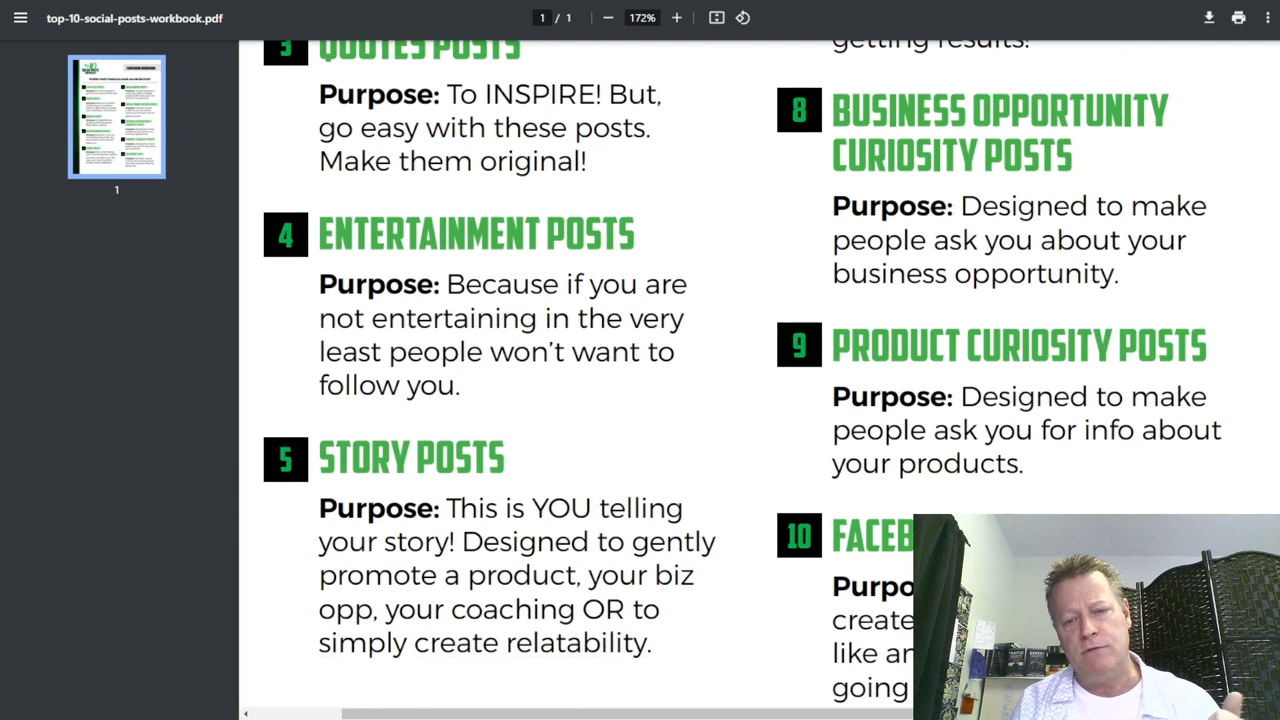 top-10-social-posts-workbook.pdf
1 / 1
172%
1
3 QUOTES POSTS
Purpose: To INSPIRE! But,
go easy with these posts.
Make them original!
4 ENTERTAINMENT POSTS
Purpose: Because if you are
not entertaining in the very
least people won't want to
follow you.
5 STORY POSTS
Purpose: This is YOU telling
your story! Designed to gently
promote a product, your biz
opp, your coaching OR to
simply create relatability.
getting results!
8 BUSINESS OPPORTUNITY
CURIOSITY POSTS
Purpose: Designed to make
people ask you about your
business opportunity.
9 PRODUCT CURIOSITY POSTS
Purpose: Designed to make
people ask you for info about
your products.
10 FACEB
Purpo
create
like an
going